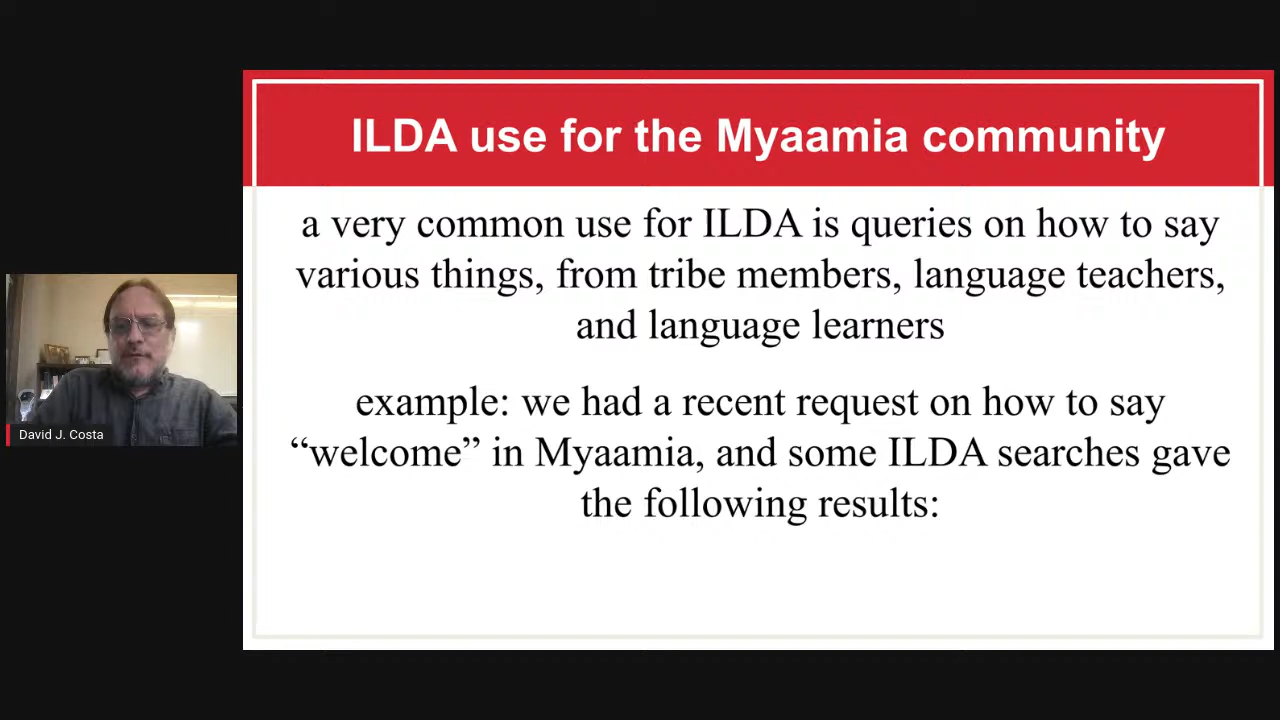 ILDA use for the Myaamia community
a very common use for ILDA is queries on how to say
various things, from tribe members, language teachers,
and language learners
example: we had a recent request on how to say
“welcome” in Myaamia, and some ILDA searches gave
the following results:
David J. Costa